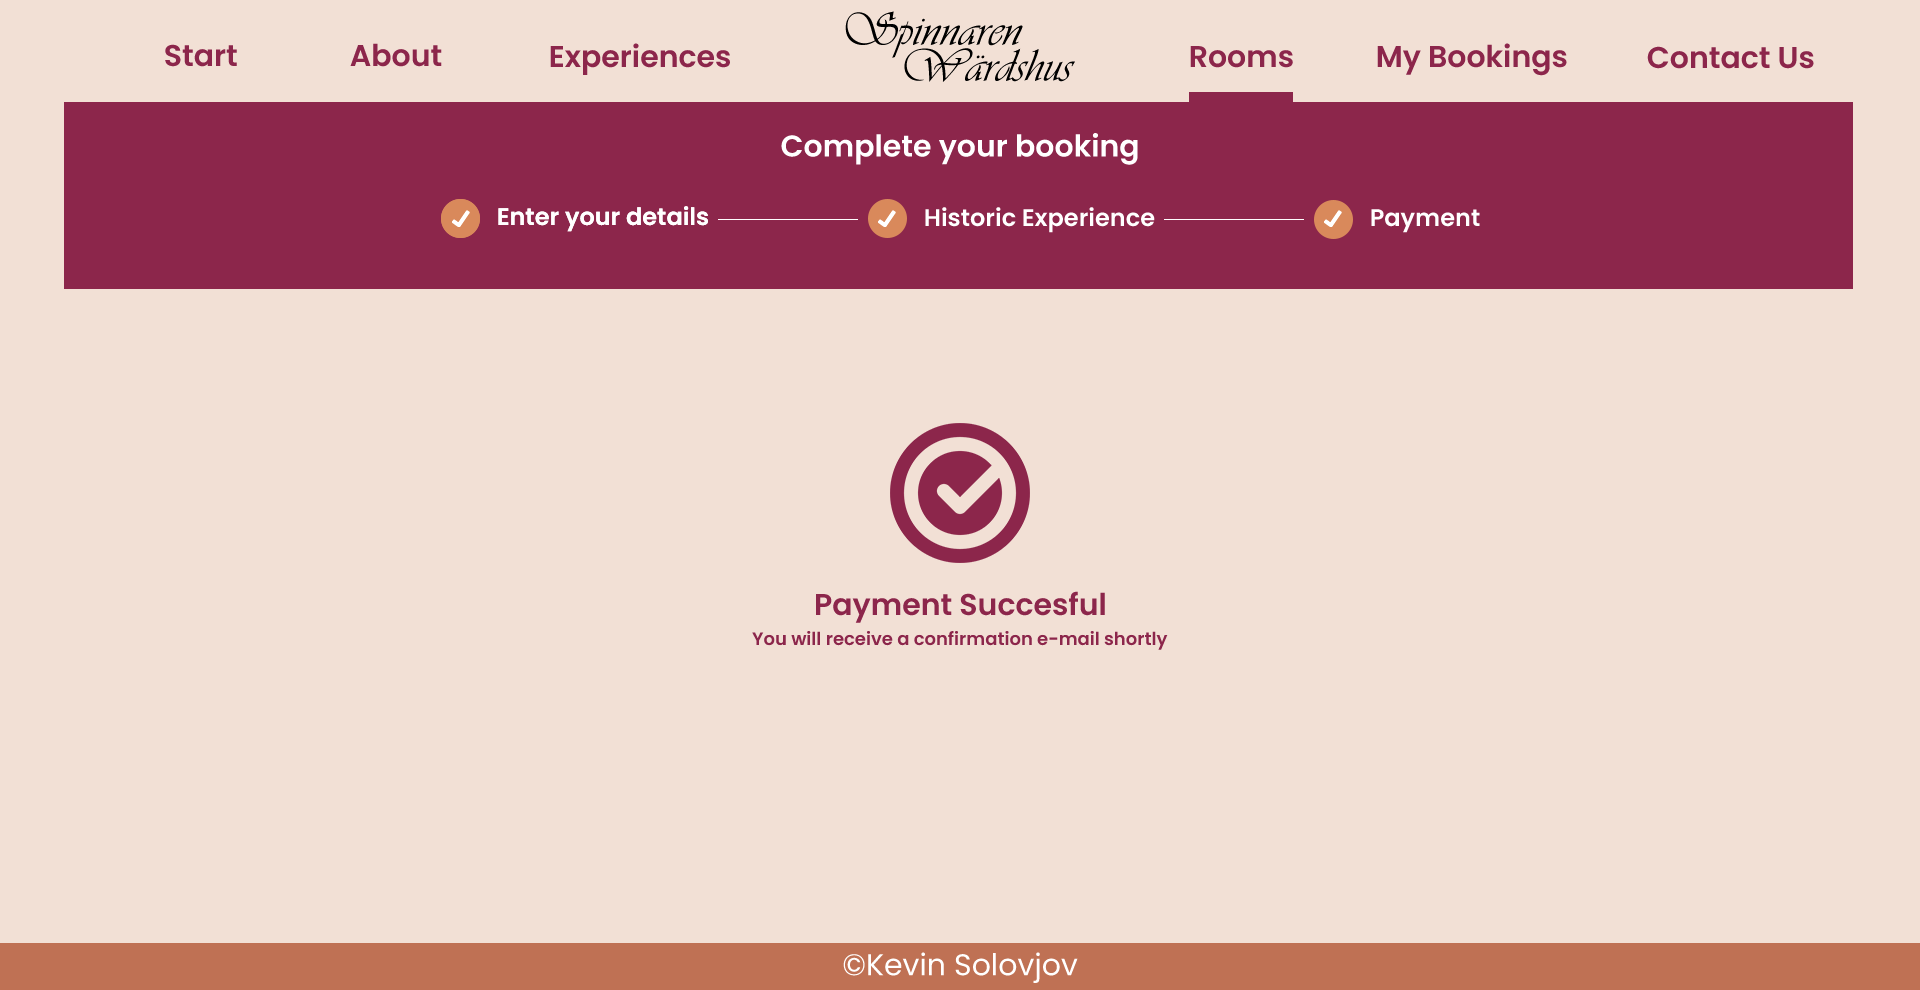 Start
About
Experiences
Spinnaren
Wärdshus
Rooms
My Bookings
Contact Us
Complete your booking
Enter your details
Historic Experience
Payment
Payment Succesful
You will receive a confirmation e-mail shortly
©Kevin Solovjov